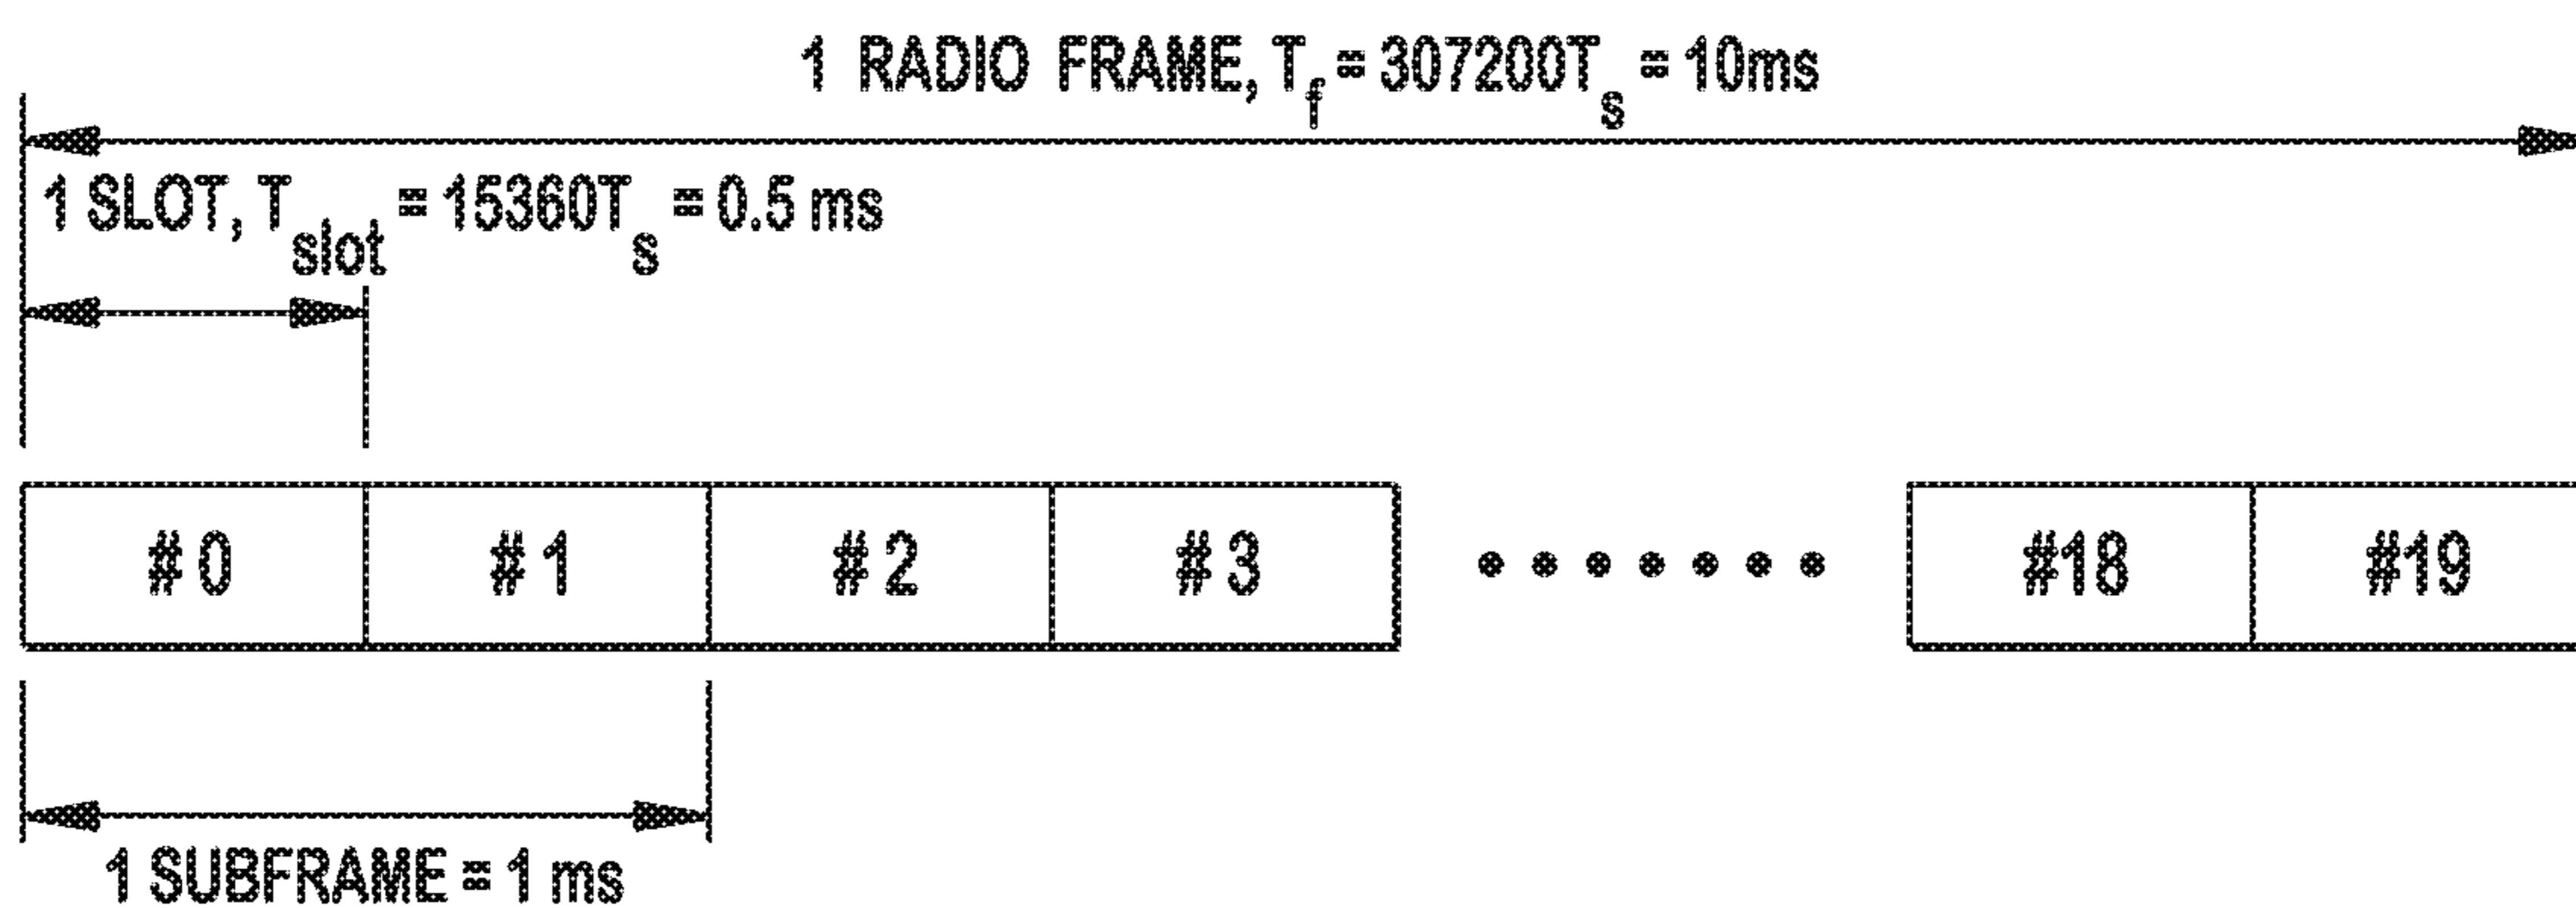 1 RADIO FRAME, T_f = 307200T_s = 10ms
1 SLOT, T_slot = 15360T_s = 0.5 ms
# 0 # 1 # 2 # 3 ....... #18 #19
1 SUBFRAME = 1 ms